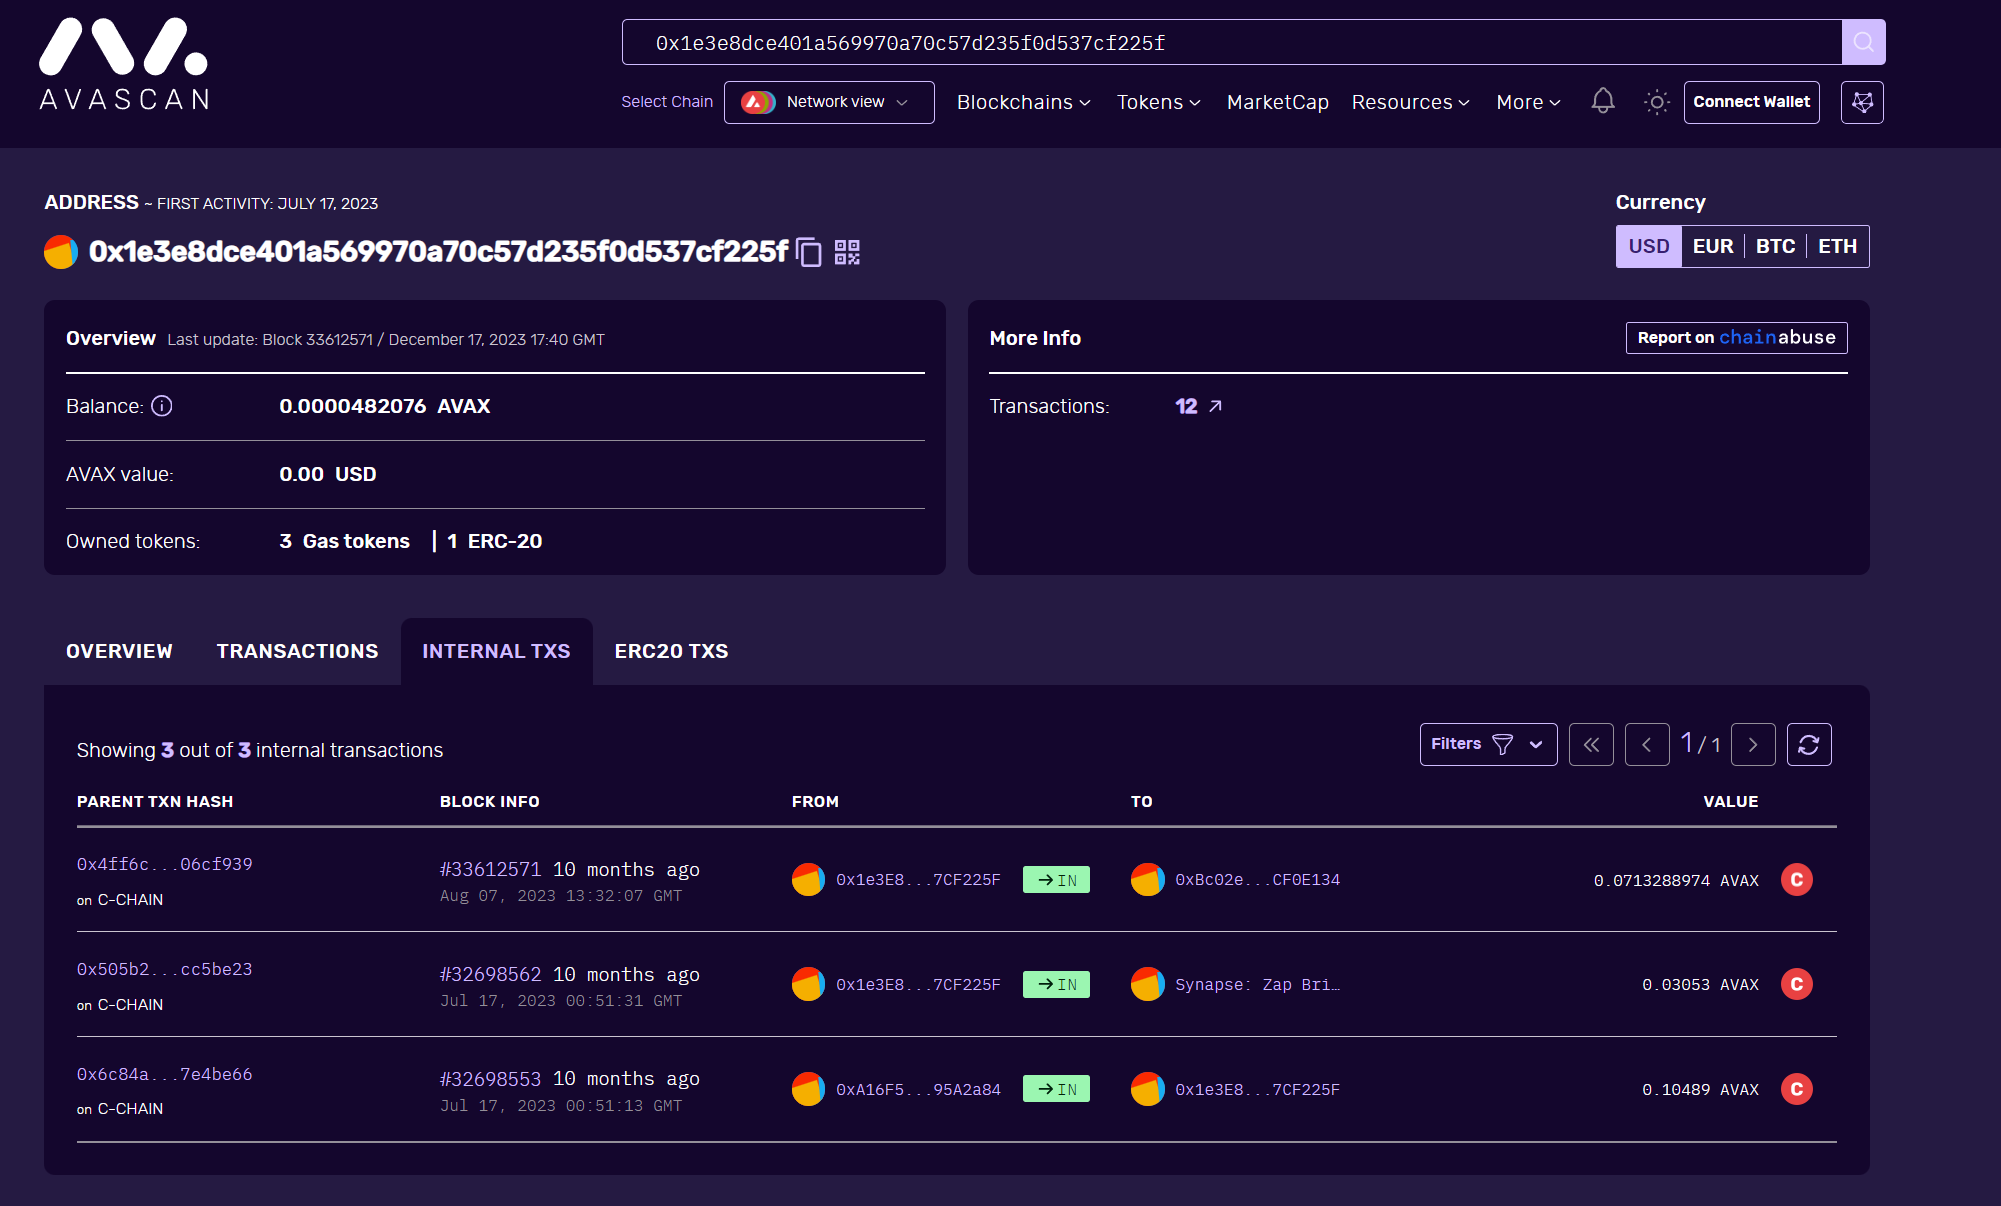 AVASCAN
0x1e3e8dce401a569970a70c57d235f0d537cf225f
Select Chain Network view Blockchains Tokens MarketCap Resources More Connect Wallet
ADDRESS ~ FIRST ACTIVITY: JULY 17, 2023
0x1e3e8dce401a569970a70c57d235f0d537cf225f
Currency
USD EUR BTC ETH
Overview Last update: Block 33612571 / December 17, 2023 17:40 GMT
Balance: 0.0000482076 AVAX
AVAX value: 0.00 USD
Owned tokens: 3 Gas tokens | 1 ERC-20
More Info Report on chainabuse
Transactions: 12
OVERVIEW TRANSACTIONS INTERNAL TXS ERC20 TXS
Showing 3 out of 3 internal transactions
Filters 1 / 1
PARENT TXN HASH BLOCK INFO FROM TO VALUE
0x4ff6c...06cf939 #33612571 10 months ago 0x1e3E8...7CF225F IN 0xBc02e...CF0E134 0.0713288974 AVAX C
on C-CHAIN Aug 07, 2023 13:32:07 GMT
0x505b2...cc5be23 #32698562 10 months ago 0x1e3E8...7CF225F IN Synapse: Zap Bri… 0.03053 AVAX C
on C-CHAIN Jul 17, 2023 00:51:31 GMT
0x6c84a...7e4be66 #32698553 10 months ago 0xA16F5...95A2a84 IN 0x1e3E8...7CF225F 0.10489 AVAX C
on C-CHAIN Jul 17, 2023 00:51:13 GMT